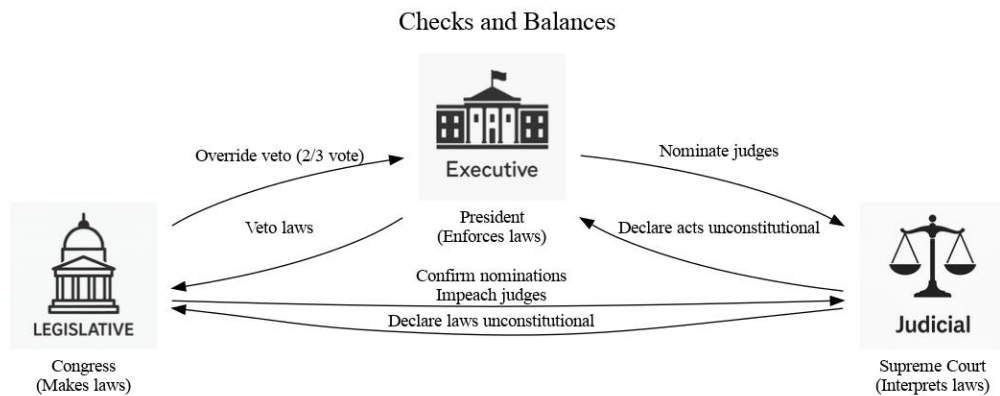 Checks and Balances
Executive
President
(Enforces laws)
Override veto (2/3 vote)
Nominate judges
Veto laws
Declare acts unconstitutional
Confirm nominations
Impeach judges
Declare laws unconstitutional
LEGISLATIVE
Congress
(Makes laws)
Judicial
Supreme Court
(Interprets laws)